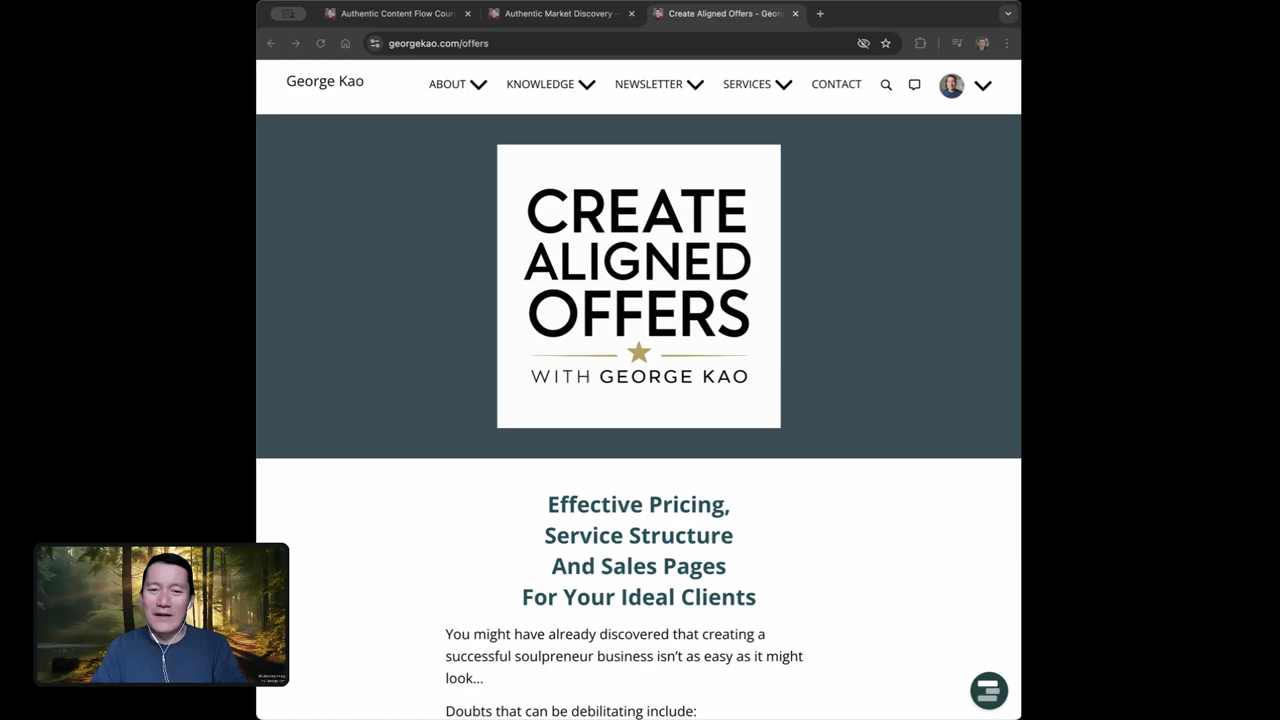 Authentic Content Flow Cours
Authentic Market Discovery -
Create Aligned Offers - Georg
georgekao.com/offers
George Kao
ABOUT
KNOWLEDGE
NEWSLETTER
SERVICES
CONTACT
CREATE
ALIGNED
OFFERS
WITH GEORGE KAO
Effective Pricing,
Service Structure
And Sales Pages
For Your Ideal Clients
You might have already discovered that creating a
successful soulpreneur business isn't as easy as it might
look...
Doubts that can be debilitating include: